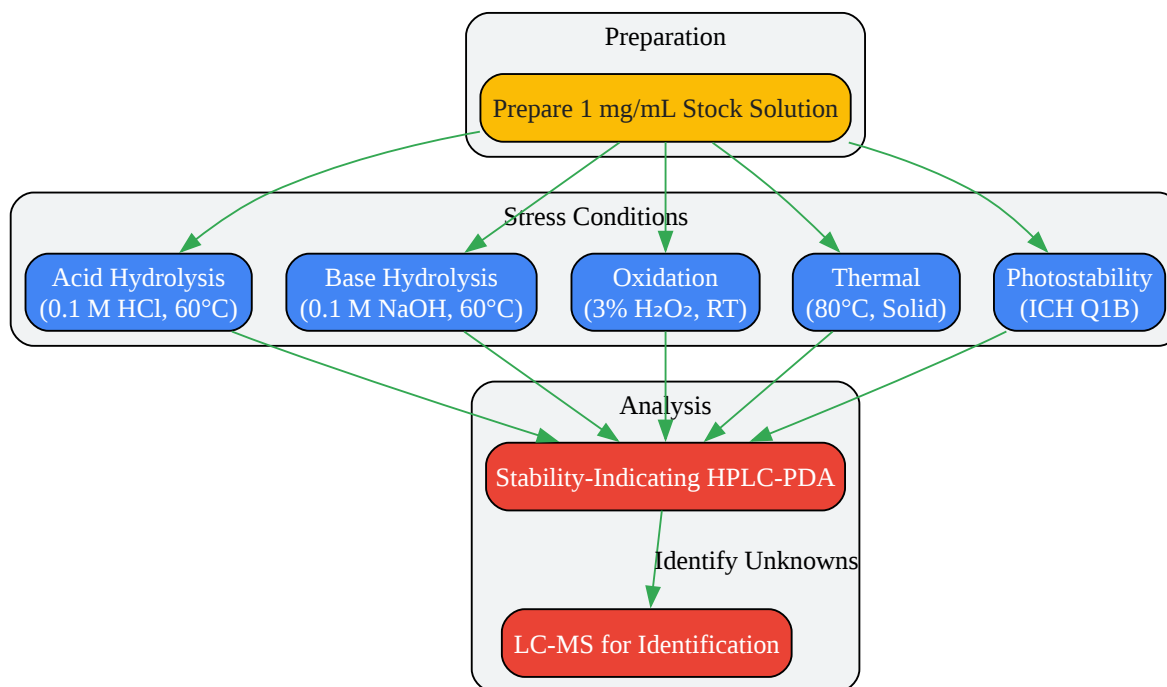 Preparation
Prepare 1 mg/mL Stock Solution
Stress Conditions
Acid Hydrolysis
(0.1 M HCl, 60°C)
Base Hydrolysis
(0.1 M NaOH, 60°C)
Oxidation
(3% H₂O₂, RT)
Thermal
(80°C, Solid)
Photostability
(ICH Q1B)
Analysis
Stability-Indicating HPLC-PDA
Identify Unknowns
LC-MS for Identification